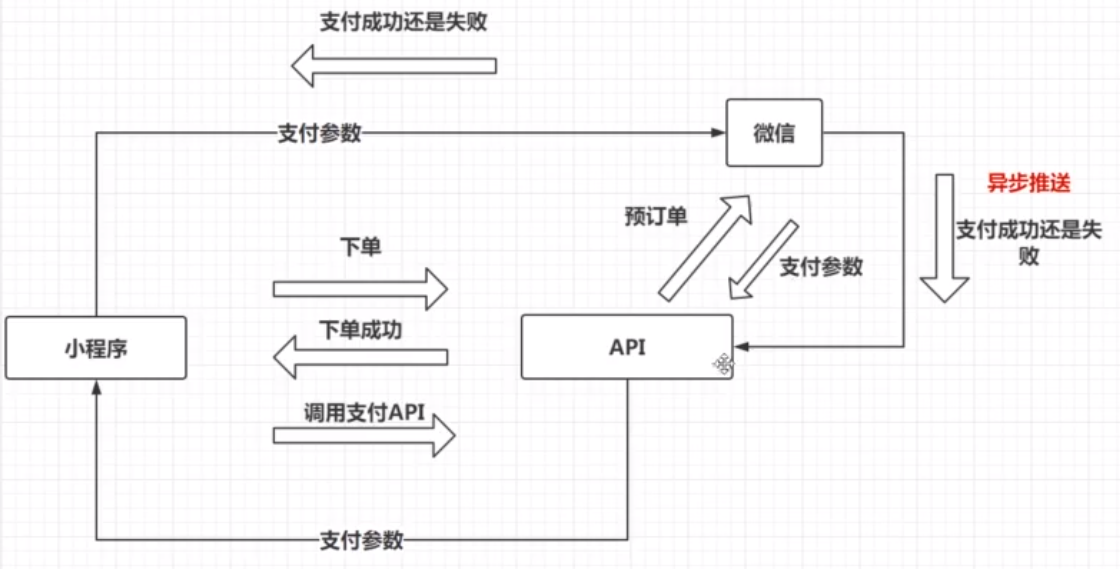 支付成功还是失败
支付参数
微信
异步推送
预订单
支付成功还是失
败
下单
支付参数
下单成功
小程序
API
调用支付API
支付参数